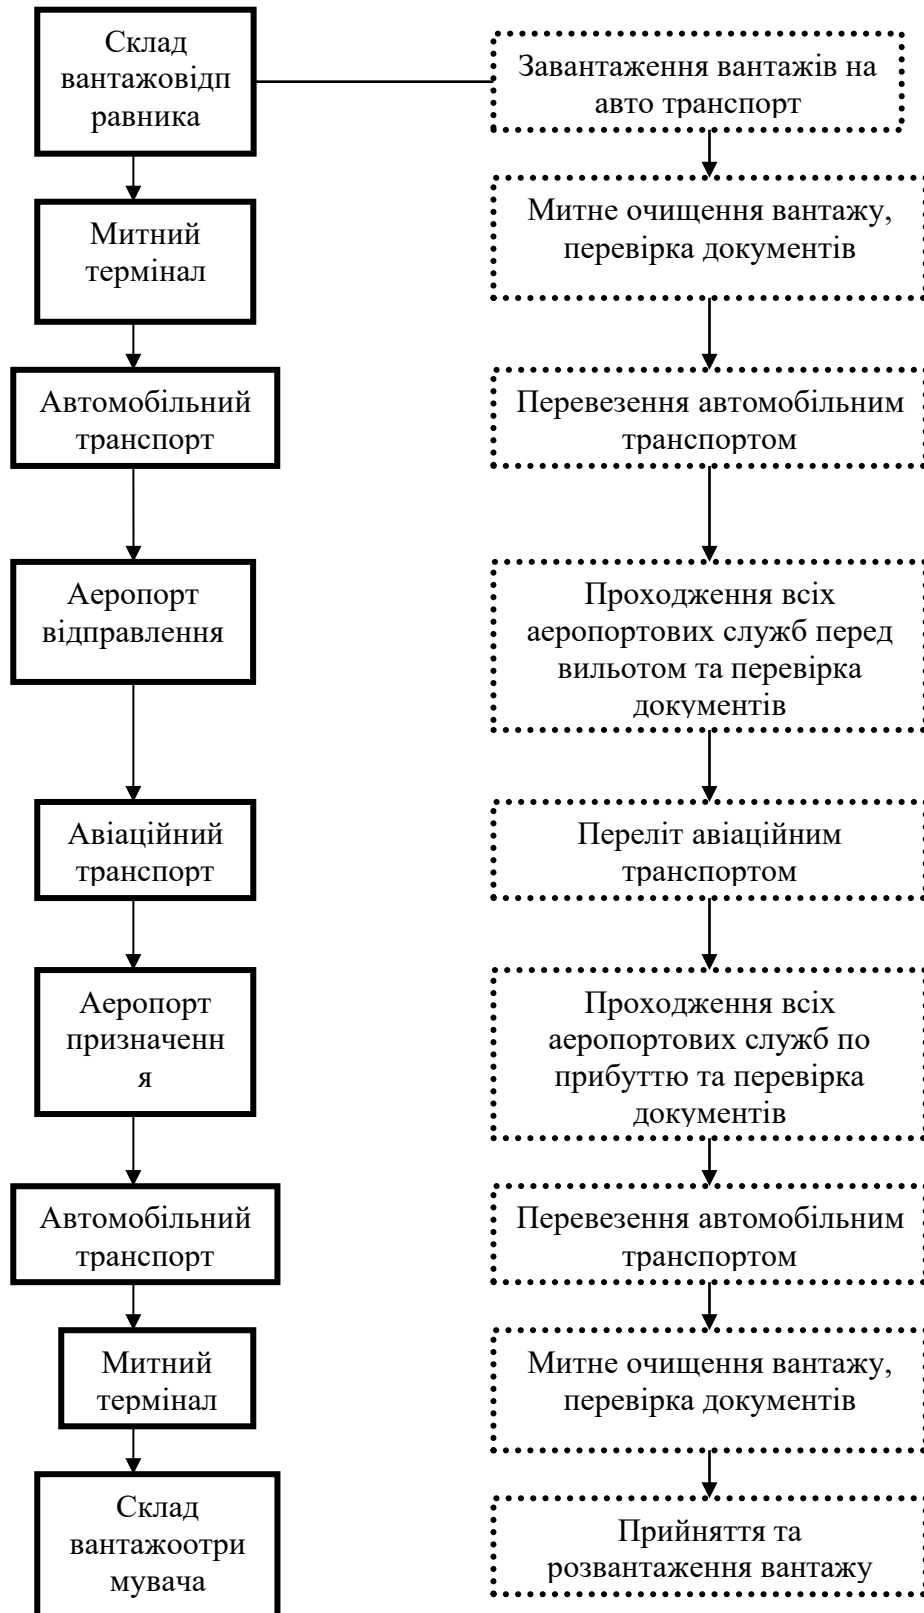 Склад
вантажовідп
равника
Завантаження вантажів на
авто транспорт
Митний
термінал
Митне очищення вантажу,
перевірка документів
Автомобільний
транспорт
Перевезення автомобільним
транспортом
Аеропорт
відправлення
Проходження всіх
аеропортових служб перед
вильотом та перевірка
документів
Авіаційний
транспорт
Переліт авіаційним
транспортом
Аеропорт
призначенн
я
Проходження всіх
аеропортових служб по
прибуттю та перевірка
документів
Автомобільний
транспорт
Перевезення автомобільним
транспортом
Митний
термінал
Митне очищення вантажу,
перевірка документів
Склад
вантажоотри
мувача
Прийняття та
розвантаження вантажу